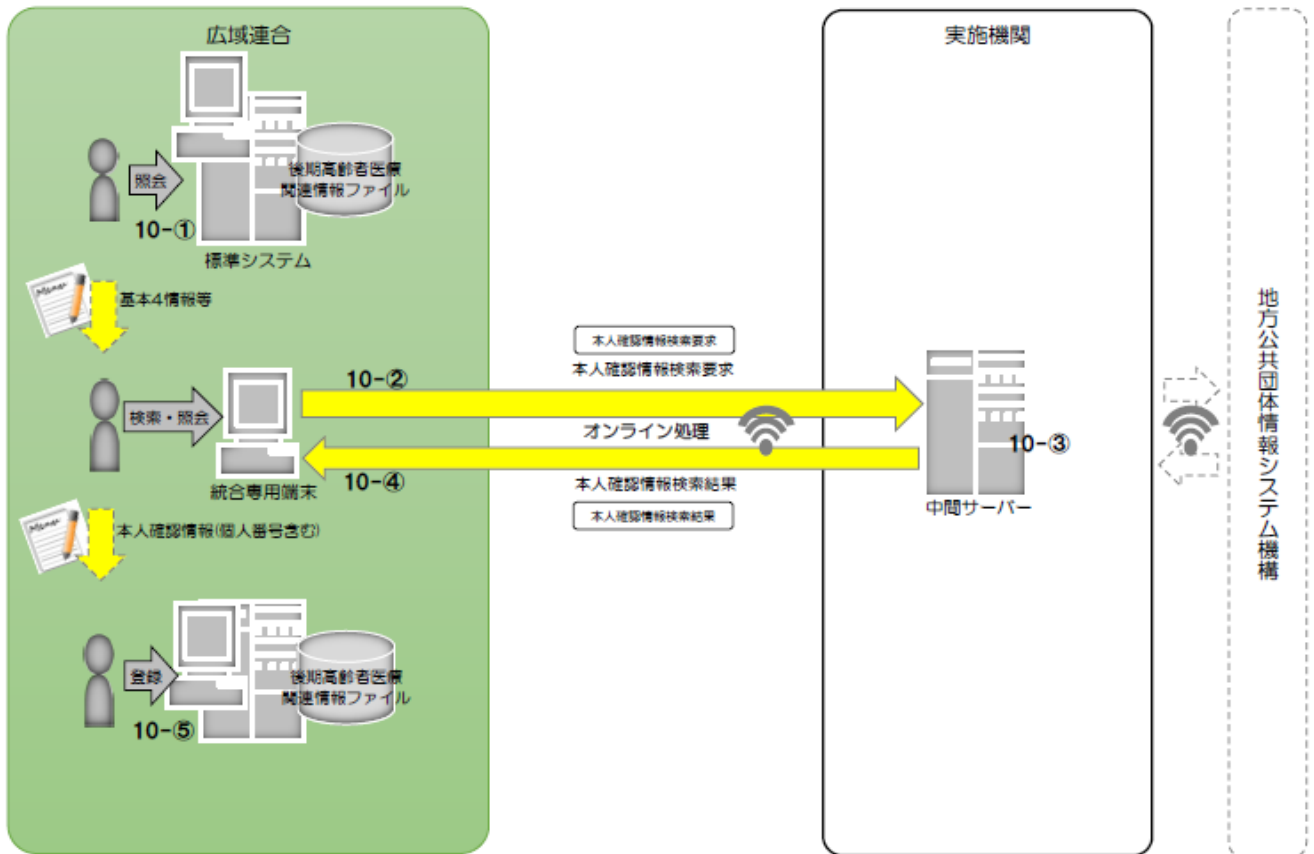 広域連合
実施機関
照会
後期高齢者医療
関連情報ファイル
10-①
標準システム
Memo
基本4情報等
本人確認情報検索要求
本人確認情報検索要求
10-②
検索・照会
オンライン処理
10-③
10-④
統合専用端末
本人確認情報検索結果
本人確認情報検索結果
中間サーバー
地方公共団体情報システム機構
Memo
本人確認情報(個人番号含む)
登録
後期高齢者医療
関連情報ファイル
10-⑤